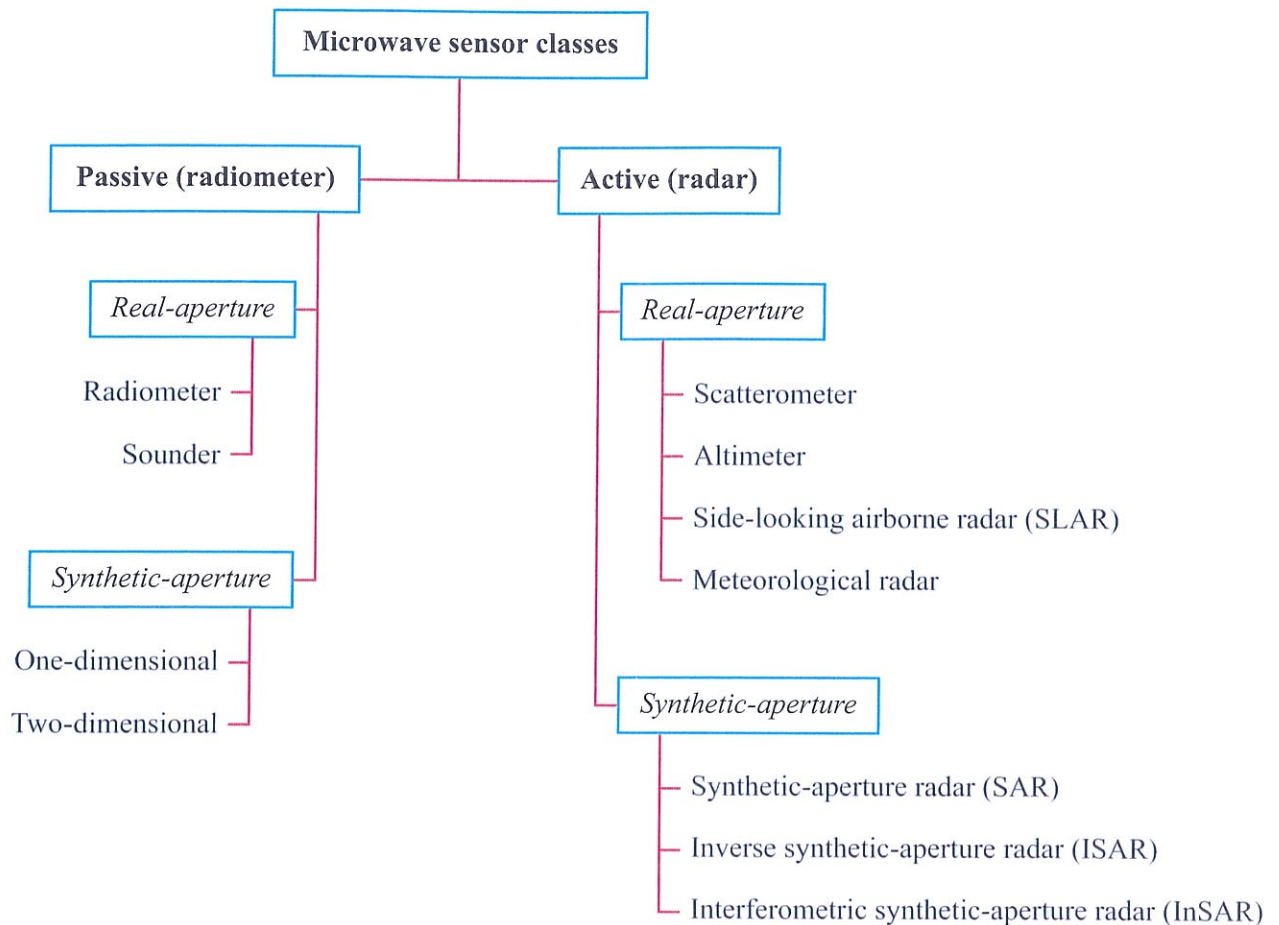 Microwave sensor classes
Passive (radiometer)
Active (radar)
Real-aperture
Radiometer
Sounder
Synthetic-aperture
One-dimensional
Two-dimensional
Real-aperture
Scatterometer
Altimeter
Side-looking airborne radar (SLAR)
Meteorological radar
Synthetic-aperture
Synthetic-aperture radar (SAR)
Inverse synthetic-aperture radar (ISAR)
Interferometric synthetic-aperture radar (InSAR)